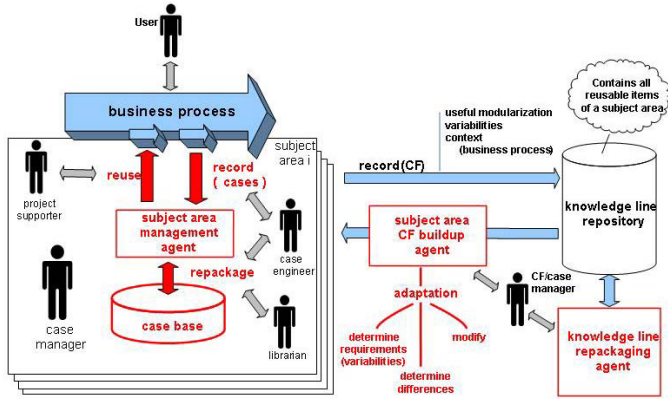 User
business process
subject
area i
reuse
record
( cases )
project
supporter
subject area
management
agent
case
engineer
repackage
case
manager
case base
librarian
Contains all
reusable items
of a subject area
useful modularization
variabilities
context
(business process)
record(CF)
knowledge line
repository
subject area
CF buildup
agent
CF/case
manager
adaptation
determine
requirements
(variabilities)
modify
determine
differences
knowledge line
repackaging
agent